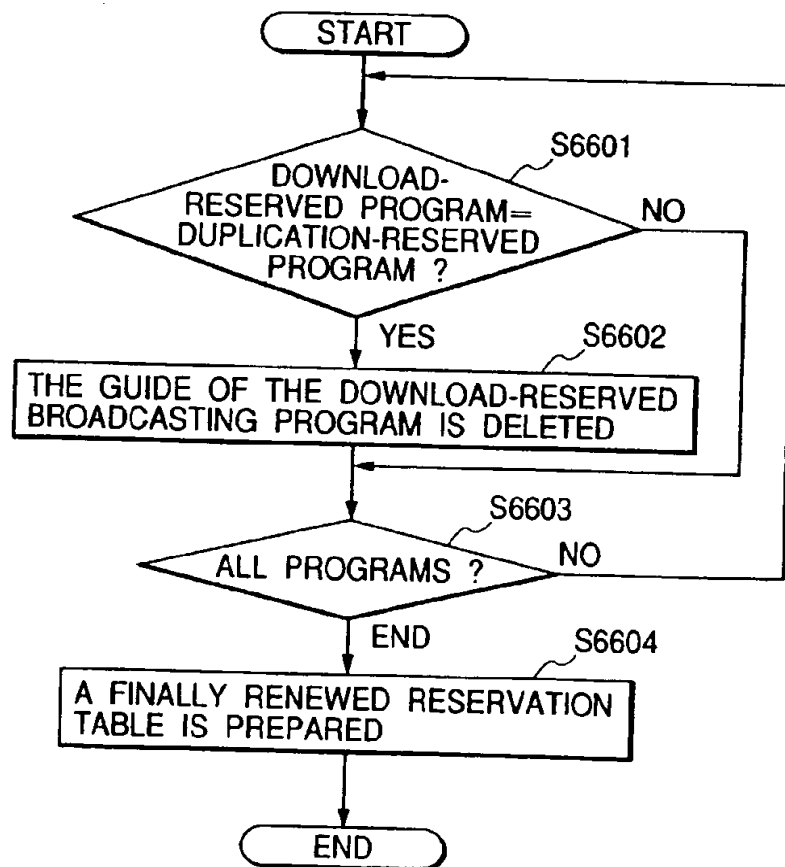 START
S6601
DOWNLOAD-
RESERVED PROGRAM=
DUPLICATION-RESERVED
PROGRAM ?
NO
YES
S6602
THE GUIDE OF THE DOWNLOAD-RESERVED
BROADCASTING PROGRAM IS DELETED
S6603
ALL PROGRAMS ?
NO
END
S6604
A FINALLY RENEWED RESERVATION
TABLE IS PREPARED
END